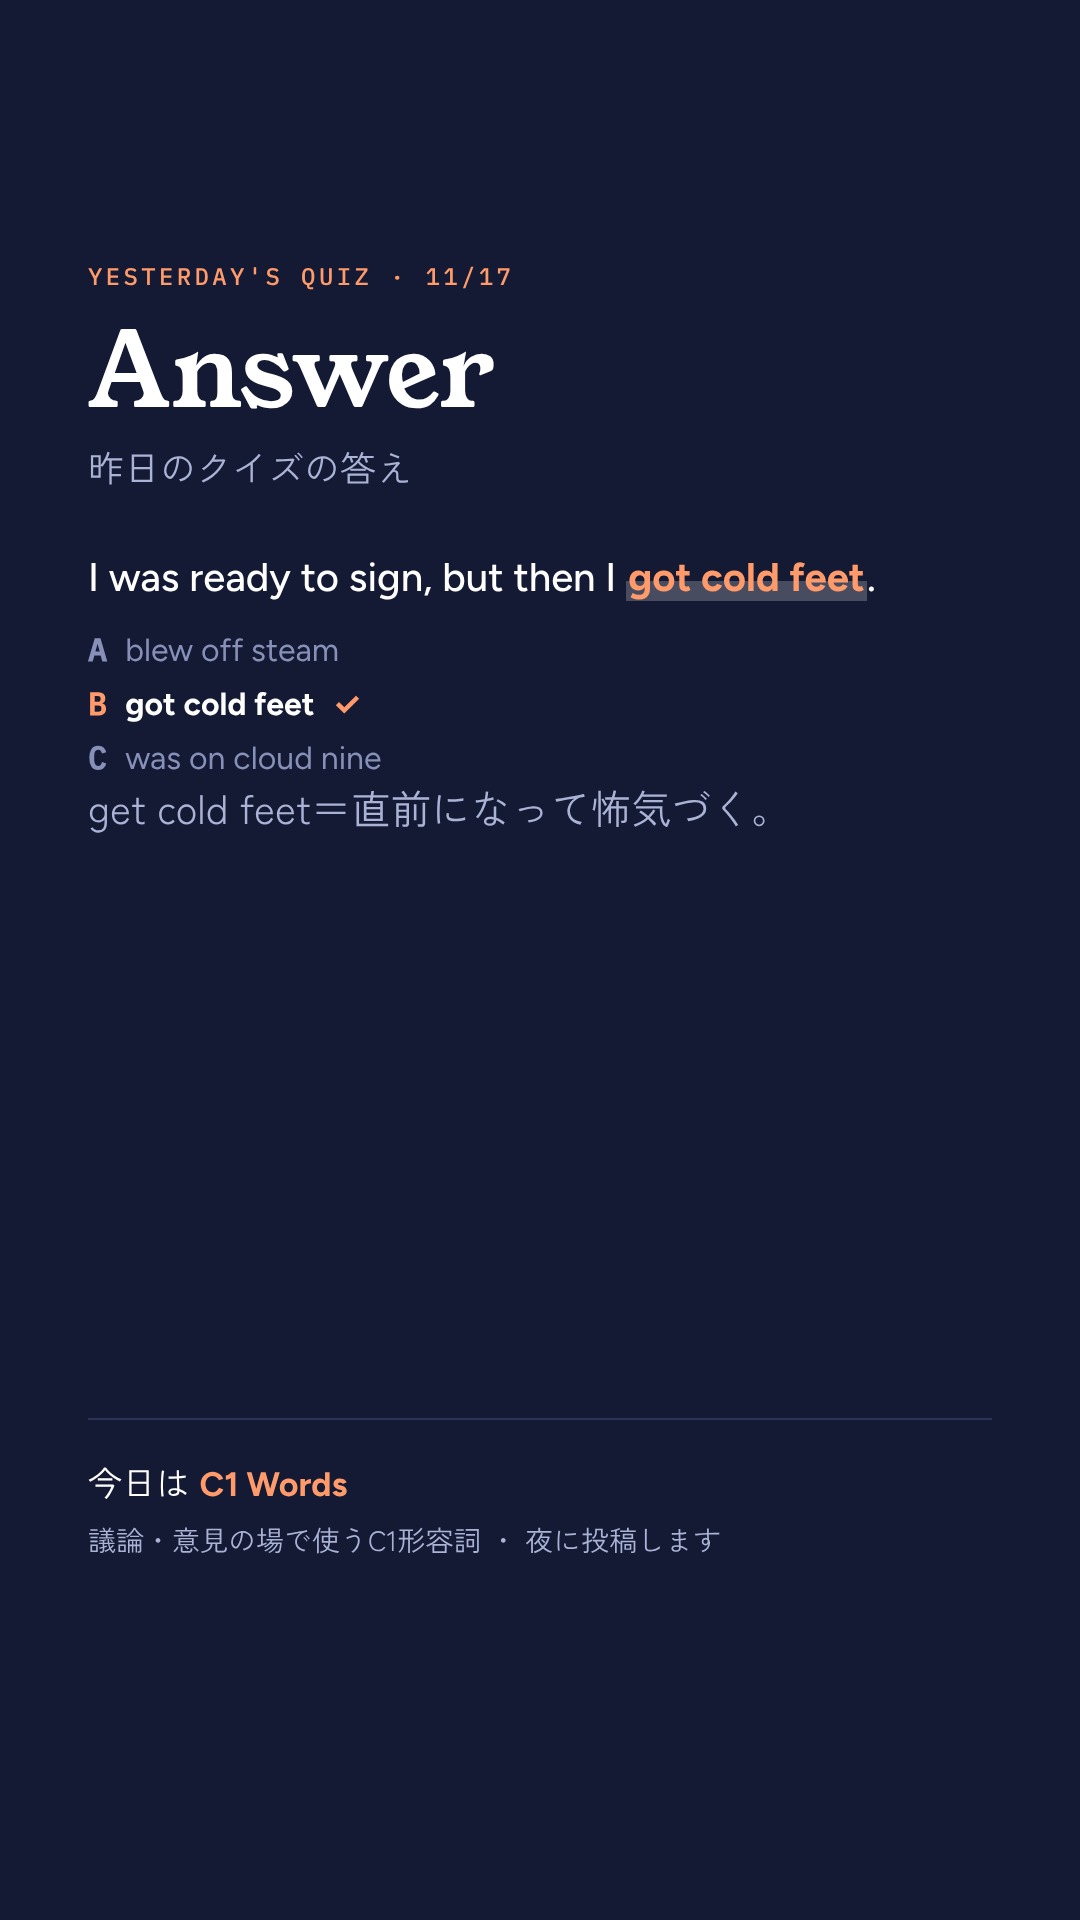 YESTERDAY'S QUIZ · 11/17
Answer
昨日のクイズの答え
I was ready to sign, but then I got cold feet.
A blew off steam
B got cold feet ✓
C was on cloud nine
get cold feet＝直前になって怖気づく。
今日は C1 Words
議論・意見の場で使うC1形容詞 ・ 夜に投稿します